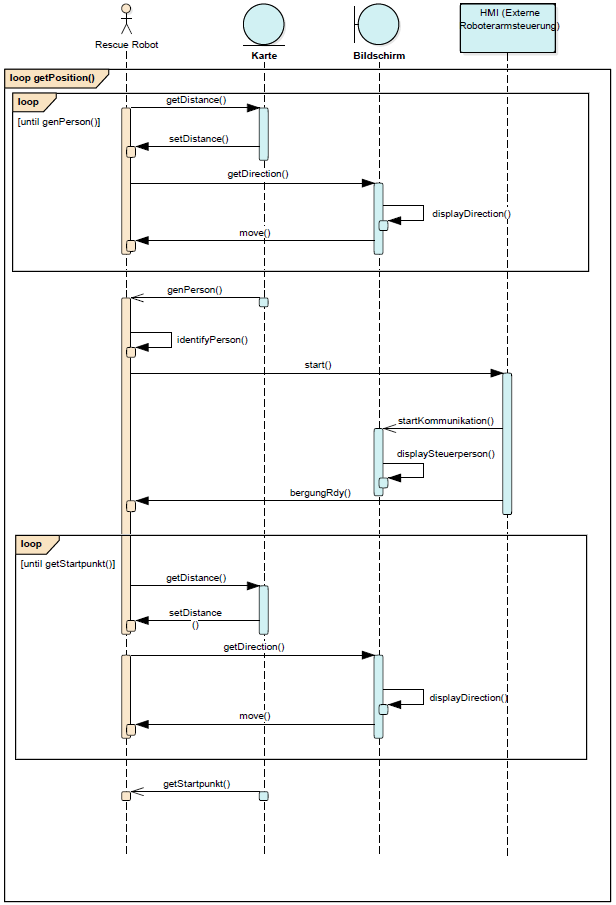 HMI (Externe
Roboterarmsteuerung)
Rescue Robot
Karte
Bildschirm
loop getPosition()
loop
[until genPerson()]
getDistance()
setDistance()
getDirection()
displayDirection()
move()
genPerson()
identifyPerson()
start()
startKommunikation()
displaySteuerperson()
bergungRdy()
loop
[until getStartpunkt()]
getDistance()
setDistance
()
getDirection()
displayDirection()
move()
getStartpunkt()